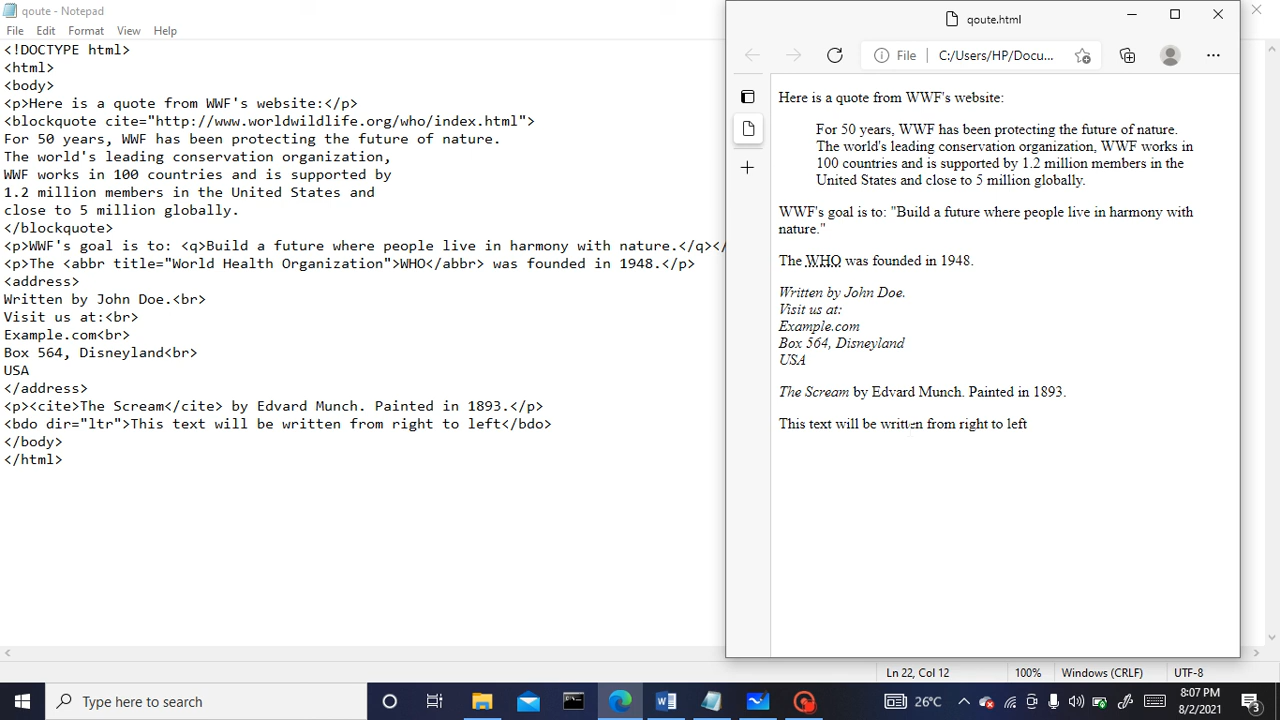 qoute - Notepad
File Edit Format View Help
<!DOCTYPE html>
<html>
<body>
<p>Here is a quote from WWF's website:</p>
<blockquote cite="http://www.worldwildlife.org/who/index.html">
For 50 years, WWF has been protecting the future of nature.
The world's leading conservation organization,
WWF works in 100 countries and is supported by
1.2 million members in the United States and
close to 5 million globally.
</blockquote>
<p>WWF's goal is to: <q>Build a future where people live in harmony with nature.</q></
<p>The <abbr title="World Health Organization">WHO</abbr> was founded in 1948.</p>
<address>
Written by John Doe.<br>
Visit us at:<br>
Example.com<br>
Box 564, Disneyland<br>
USA
</address>
<p><cite>The Scream</cite> by Edvard Munch. Painted in 1893.</p>
<bdo dir="ltr">This text will be written from right to left</bdo>
</body>
</html>
qoute.html
File C:/Users/HP/Docu...
Here is a quote from WWF's website:
For 50 years, WWF has been protecting the future of nature.
The world's leading conservation organization, WWF works in
100 countries and is supported by 1.2 million members in the
United States and close to 5 million globally.
WWF's goal is to: "Build a future where people live in harmony with
nature."
The WHO was founded in 1948.
Written by John Doe.
Visit us at:
Example.com
Box 564, Disneyland
USA
The Scream by Edvard Munch. Painted in 1893.
This text will be written from right to left
Ln 22, Col 12 100% Windows (CRLF) UTF-8
Type here to search
26°C
8:07 PM
8/2/2021
3